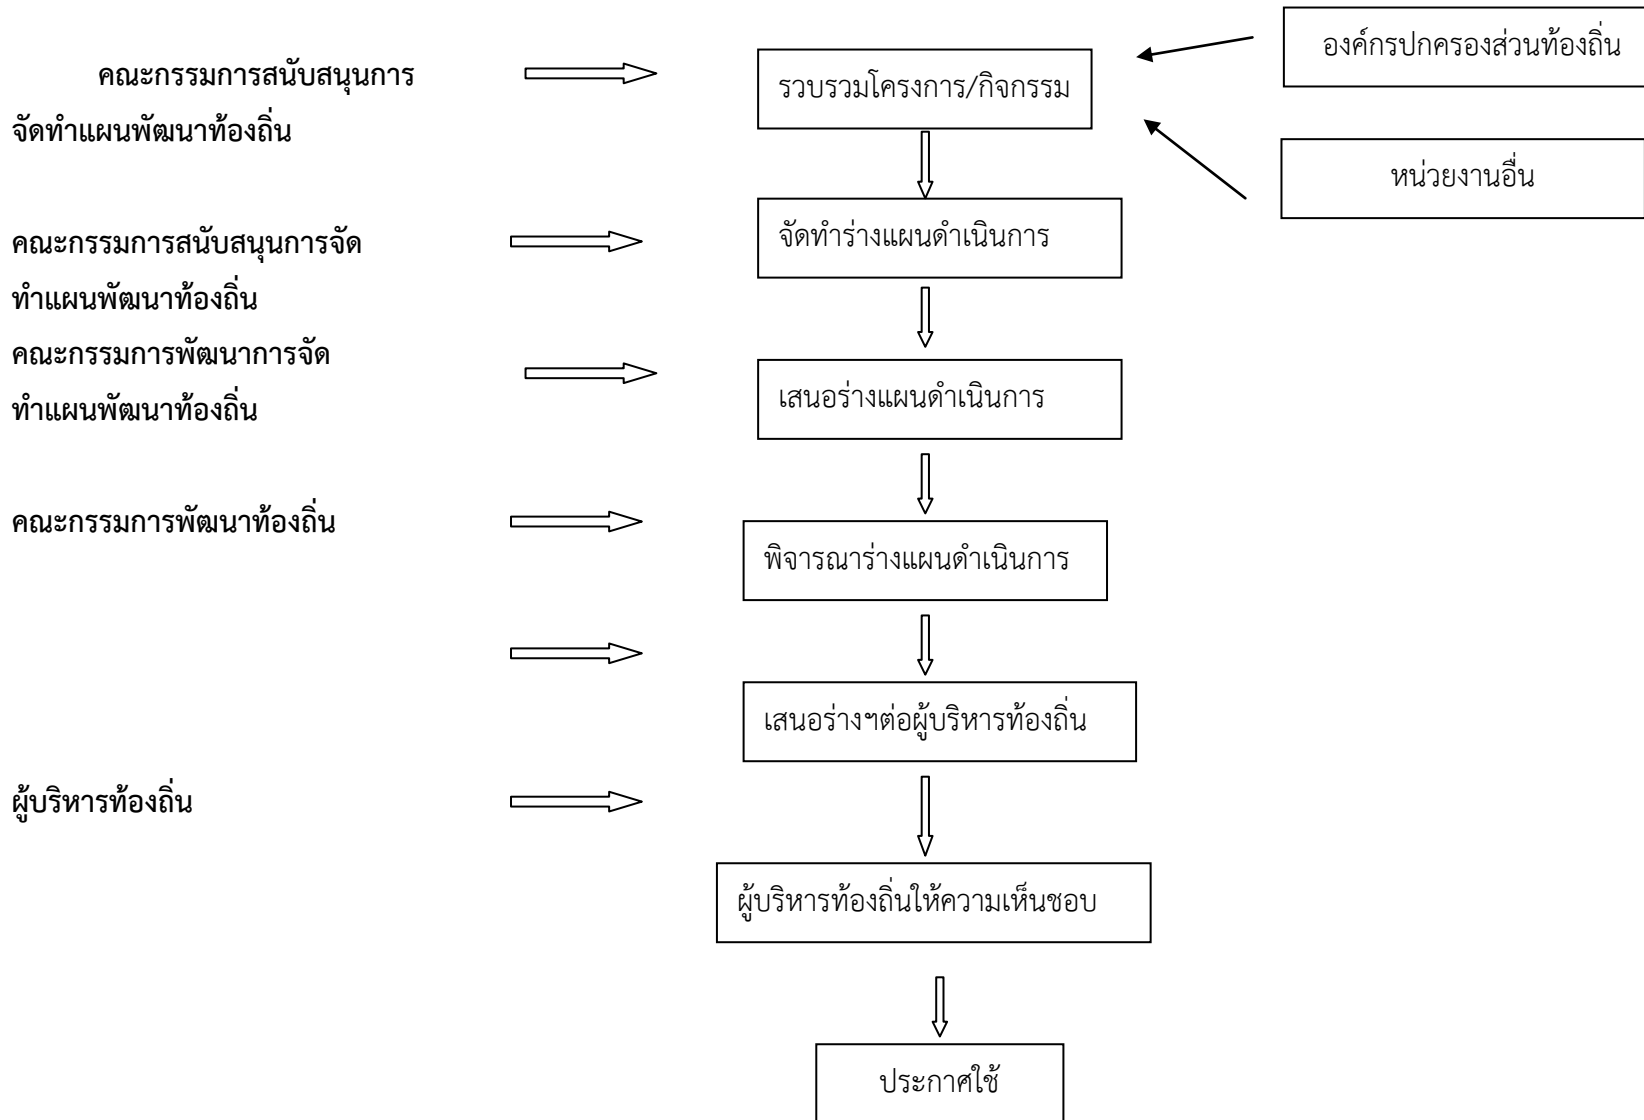 องค์กรปกครองส่วนท้องถิ่น
คณะกรรมการสนับสนุนการ
จัดทำแผนพัฒนาท้องถิ่น
รวบรวมโครงการ/กิจกรรม
หน่วยงานอื่น
คณะกรรมการสนับสนุนการจัด
ทำแผนพัฒนาท้องถิ่น
จัดทำร่างแผนดำเนินการ
คณะกรรมการพัฒนาการจัด
ทำแผนพัฒนาท้องถิ่น
เสนอร่างแผนดำเนินการ
คณะกรรมการพัฒนาท้องถิ่น
พิจารณาร่างแผนดำเนินการ
เสนอร่างฯต่อผู้บริหารท้องถิ่น
ผู้บริหารท้องถิ่น
ผู้บริหารท้องถิ่นให้ความเห็นชอบ
ประกาศใช้